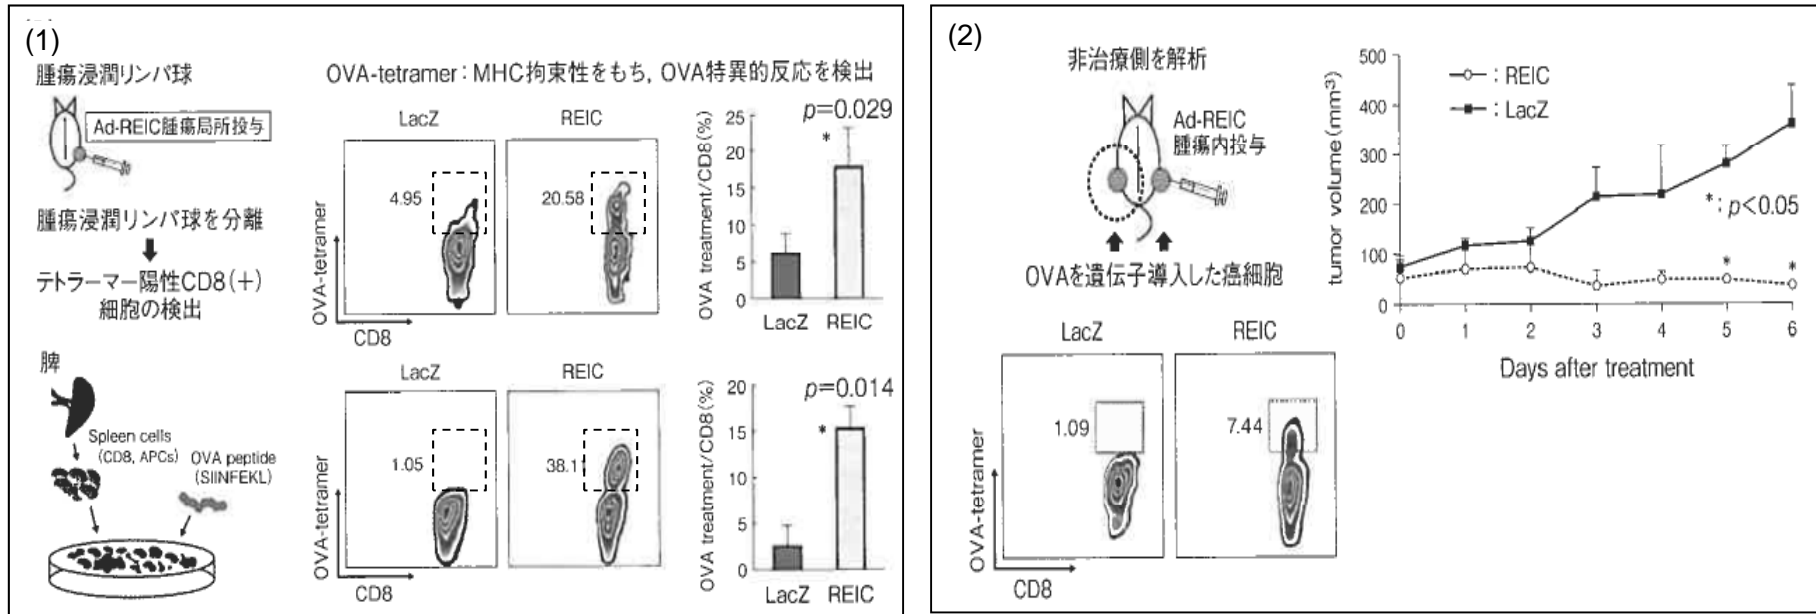 (1)
腫瘍浸潤リンパ球
Ad-REIC腫瘍局所投与
腫瘍浸潤リンパ球を分離
テトラーマー陽性CD8(+)
細胞の検出
OVA-tetramer:MHC拘束性をもち,OVA特異的反応を検出
LacZ
REIC
4.95
20.58
OVA-tetramer
CD8
p=0.029
*
OVA treatment/CD8(%)
25
20
15
10
5
0
LacZ
REIC
脾
Spleen cells
(CD8, APCs)
OVA peptide
(SIINFEKL)
LacZ
REIC
1.05
38.11
OVA-tetramer
CD8
p=0.014
*
OVA treatment/CD8(%)
20
15
10
5
0
LacZ
REIC
(2)
非治療側を解析
Ad-REIC
腫瘍内投与
OVAを遺伝子導入した癌細胞
tumor volume(mm³)
500
400
300
200
100
0
:REIC
:LacZ
*:p<0.05
*
*
0 1 2 3 4 5 6
Days after treatment
LacZ
REIC
1.09
7.44
OVA-tetramer
CD8